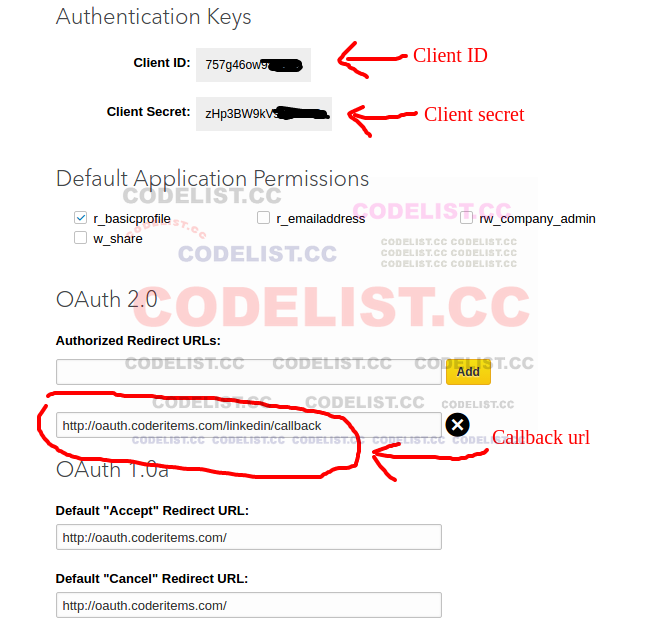 Authentication Keys
Client ID: 757g46ow9 Client ID
Client Secret: zHp3BW9kV Client secret
Default Application Permissions
CODELIST.CC
r_basicprofile r_emailaddress CODELIST.CC rw_company_admin
CODELIST.CC
w_share
CODELIST.CC
CODELIST.CC CODELIST.CC
CODELIST.CC CODELIST.CC
CODELIST.CC CODELIST.CC
OAuth 2.0
CODELIST.CC
Authorized Redirect URLs:
CODELIST.CC CODELIST.CC CODELIST.CC
Add
CODELIST.CC CODELIST.CC CODELIST.CC
http://oauth.coderitems.com/linkedin/callback
CODELIST.CC CODELIST.CC CODELIST.CC CODELIST.CC CODELIST.CC
Callback url
OAuth 1.0a
Default "Accept" Redirect URL:
http://oauth.coderitems.com/
Default "Cancel" Redirect URL:
http://oauth.coderitems.com/